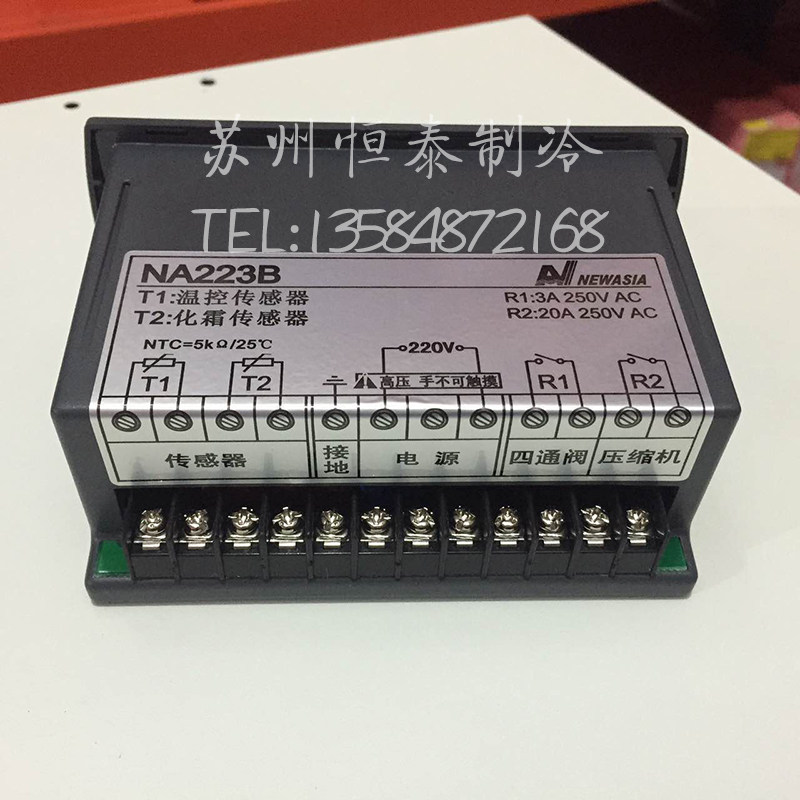 苏州恒泰制冷
TEL:13584872168
NA223B
NEWASIA
T1:温控传感器
R1:3A 250V AC
T2:化霜传感器
R2:20A 250V AC
NTC=5kΩ/25℃
220V
T1
T2
高压 手不可触摸
R1
R2
传感器
接地
电源
四通阀
压缩机